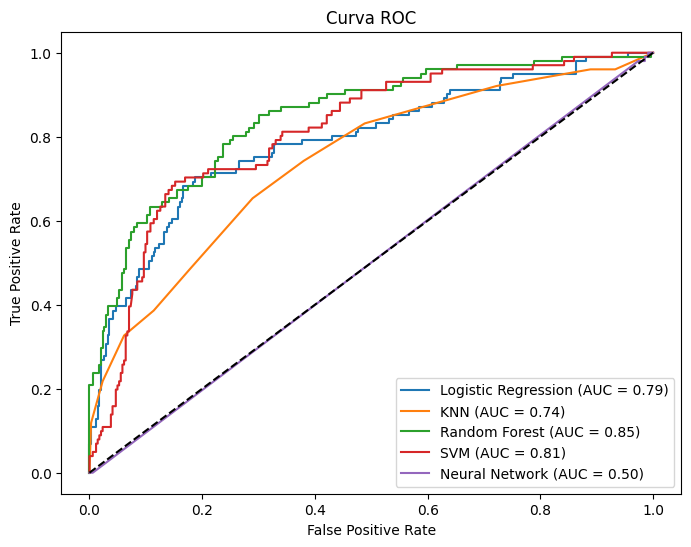 Curva ROC
True Positive Rate
1.0
0.8
0.6
0.4
0.2
0.0
0.0 0.2 0.4 0.6 0.8 1.0
False Positive Rate
Logistic Regression (AUC = 0.79)
KNN (AUC = 0.74)
Random Forest (AUC = 0.85)
SVM (AUC = 0.81)
Neural Network (AUC = 0.50)